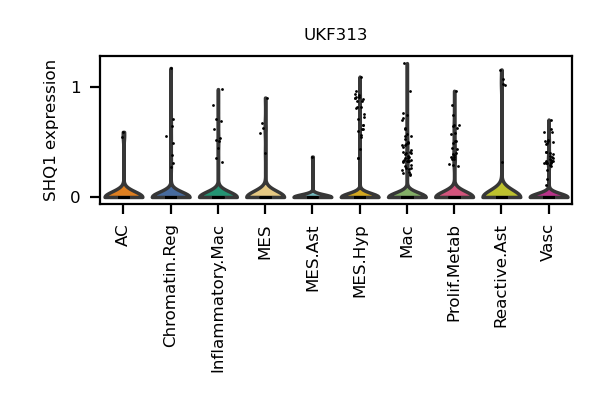 UKF313
SHQ1 expression
1
0
AC
Chromatin.Reg
Inflammatory.Mac
MES
MES.Ast
MES.Hyp
Mac
Prolif.Metab
Reactive.Ast
Vasc